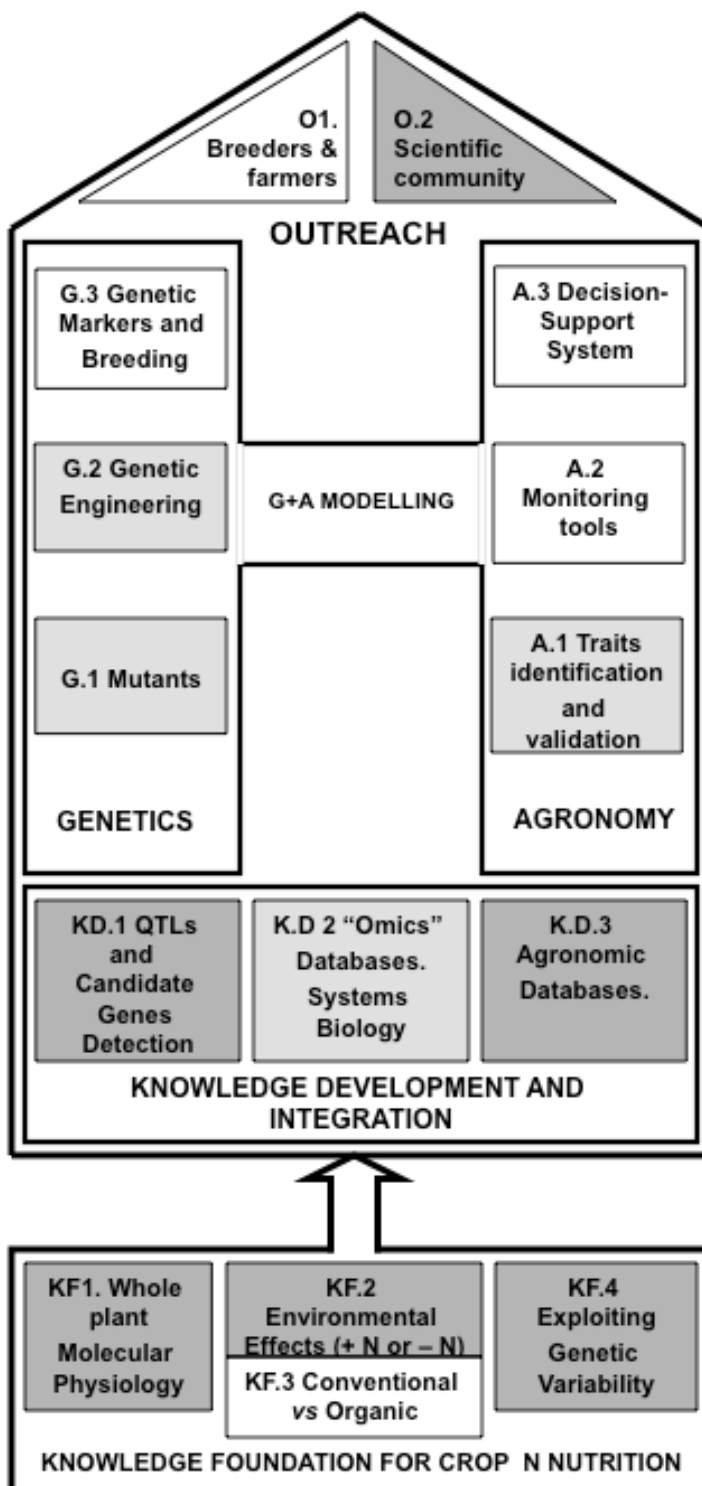 O1.
Breeders &
farmers
O.2
Scientific
community
OUTREACH
G.3 Genetic
Markers and
Breeding
G.2 Genetic
Engineering
G.1 Mutants
GENETICS
G+A MODELLING
A.3 Decision-
Support
System
A.2
Monitoring
tools
A.1 Traits
identification
and
validation
AGRONOMY
KD.1 QTLs
and
Candidate
Genes
Detection
K.D 2 “Omics”
Databases.
Systems
Biology
K.D.3
Agronomic
Databases.
KNOWLEDGE DEVELOPMENT AND
INTEGRATION
KF1. Whole
plant
Molecular
Physiology
KF.2
Environmental
Effects (+ N or – N)
KF.3 Conventional
vs Organic
KF.4
Exploiting
Genetic
Variability
KNOWLEDGE FOUNDATION FOR CROP N NUTRITION